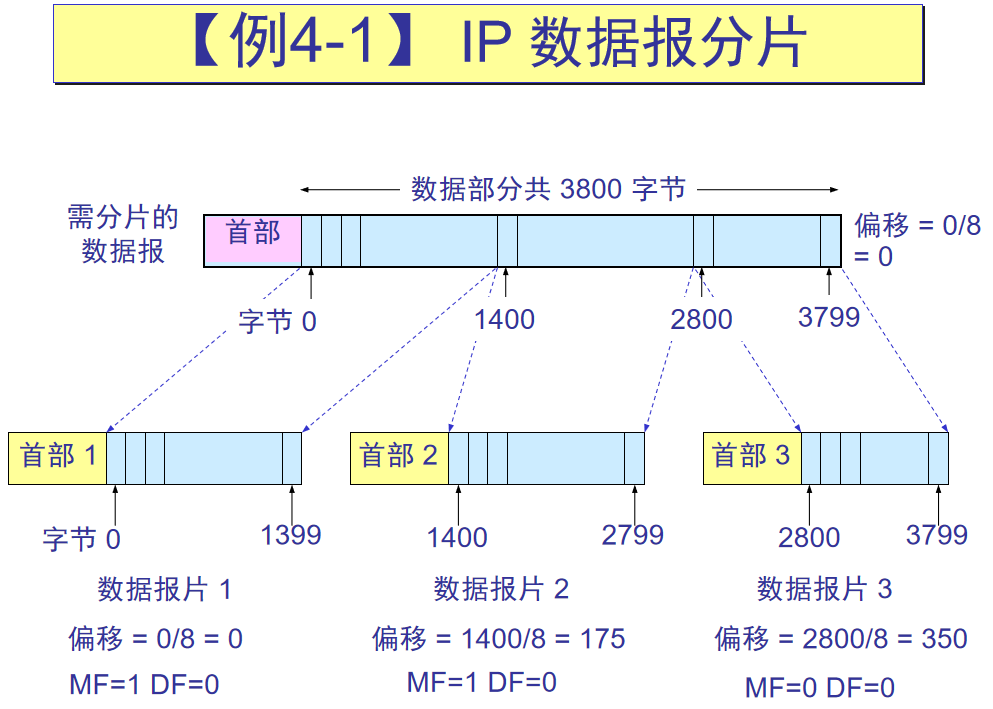 【例4-1】 IP 数据报分片
数据部分共 3800 字节
需分片的
数据报
首部
偏移 = 0/8
= 0
字节 0
1400
2800
3799
首部 1
首部 2
首部 3
字节 0
1399
1400
2799
2800
3799
数据报片 1
数据报片 2
数据报片 3
偏移 = 0/8 = 0
偏移 = 1400/8 = 175
偏移 = 2800/8 = 350
MF=1 DF=0
MF=1 DF=0
MF=0 DF=0